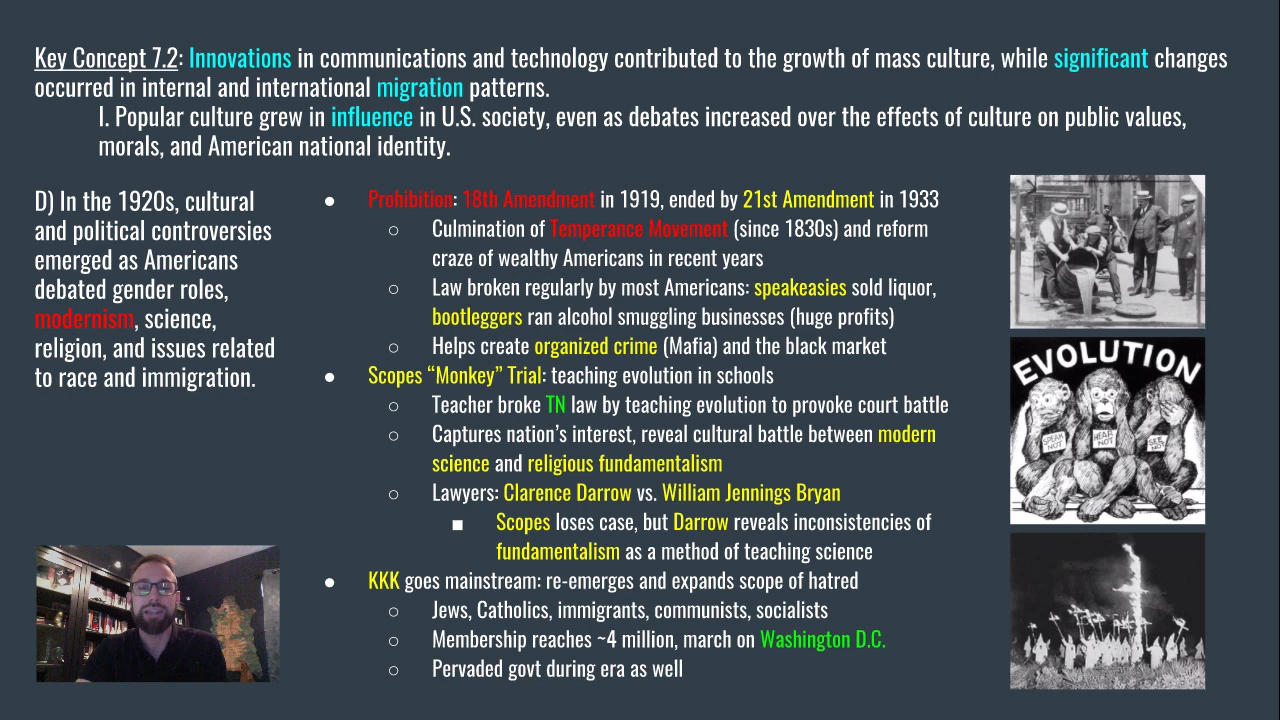 Key Concept 7.2: Innovations in communications and technology contributed to the growth of mass culture, while significant changes
occurred in internal and international migration patterns.
I. Popular culture grew in influence in U.S. society, even as debates increased over the effects of culture on public values,
morals, and American national identity.
D) In the 1920s, cultural
and political controversies
emerged as Americans
debated gender roles,
modernism, science,
religion, and issues related
to race and immigration.
● Prohibition: 18th Amendment in 1919, ended by 21st Amendment in 1933
○ Culmination of Temperance Movement (since 1830s) and reform
craze of wealthy Americans in recent years
○ Law broken regularly by most Americans: speakeasies sold liquor,
bootleggers ran alcohol smuggling businesses (huge profits)
○ Helps create organized crime (Mafia) and the black market
● Scopes “Monkey” Trial: teaching evolution in schools
○ Teacher broke TN law by teaching evolution to provoke court battle
○ Captures nation’s interest, reveal cultural battle between modern
science and religious fundamentalism
○ Lawyers: Clarence Darrow vs. William Jennings Bryan
■ Scopes loses case, but Darrow reveals inconsistencies of
fundamentalism as a method of teaching science
● KKK goes mainstream: re-emerges and expands scope of hatred
○ Jews, Catholics, immigrants, communists, socialists
○ Membership reaches ~4 million, march on Washington D.C.
○ Pervaded govt during era as well
EVOLUTION
SPEAK
NOT
HEAR
NOT
SEE
NOT